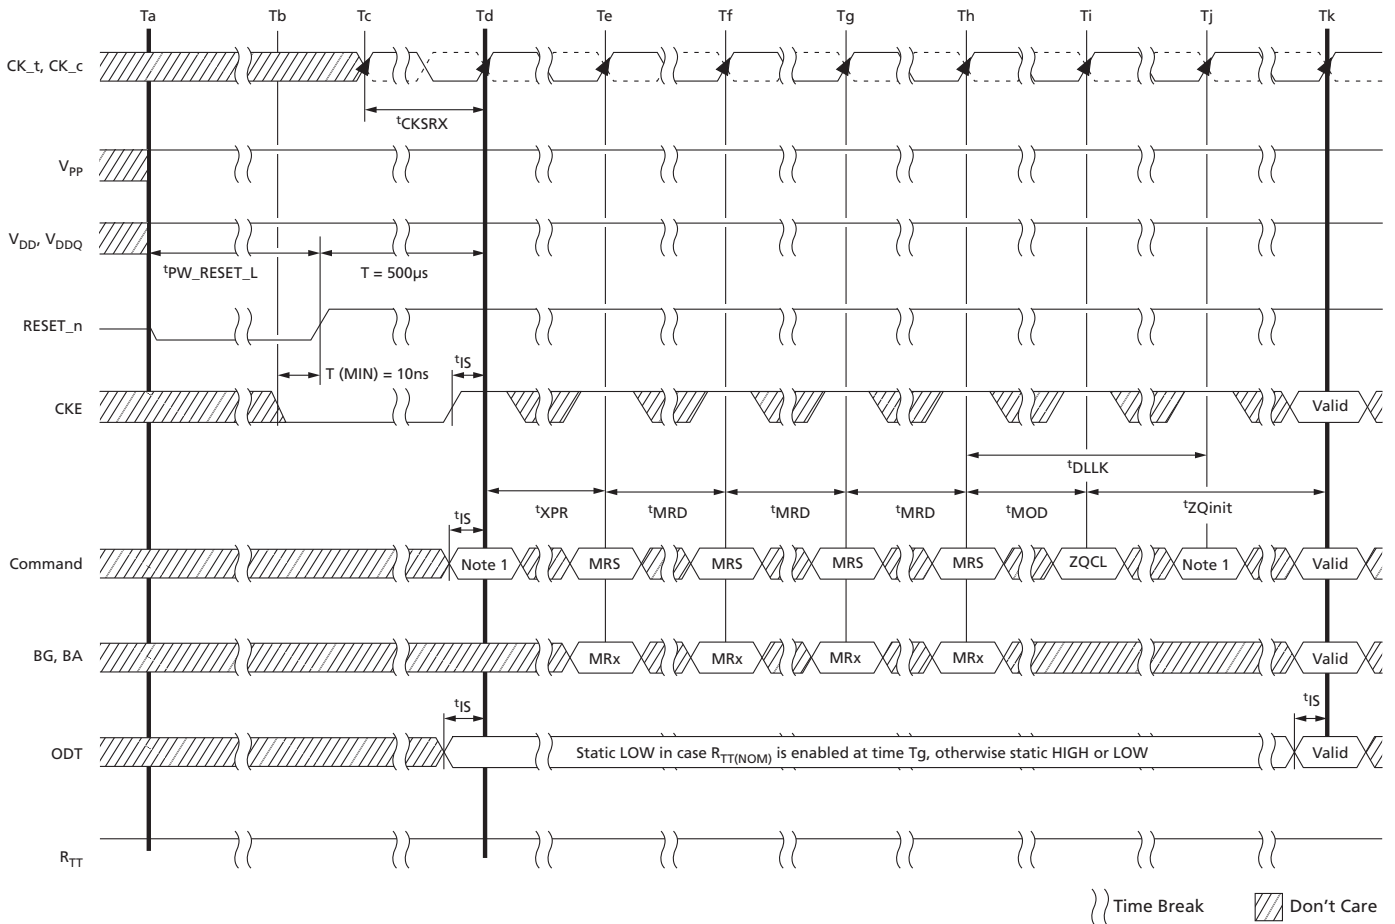 Ta Tb Tc Td Te Tf Tg Th Ti Tj Tk
CK_t, CK_c
tCKSRX
VPP
VDD, VDDQ
tPW_RESET_L T = 500µs
RESET_n
tIS
T (MIN) = 10ns
CKE Valid
tDLLK
tXPR tMRD tMRD tMRD tMOD tZQinit
tIS
Command Note 1 MRS MRS MRS MRS ZQCL Note 1 Valid
BG, BA MRx MRx MRx MRx Valid
tIS tIS
ODT Static LOW in case RTT(NOM) is enabled at time Tg, otherwise static HIGH or LOW Valid
RTT
Time Break Don't Care